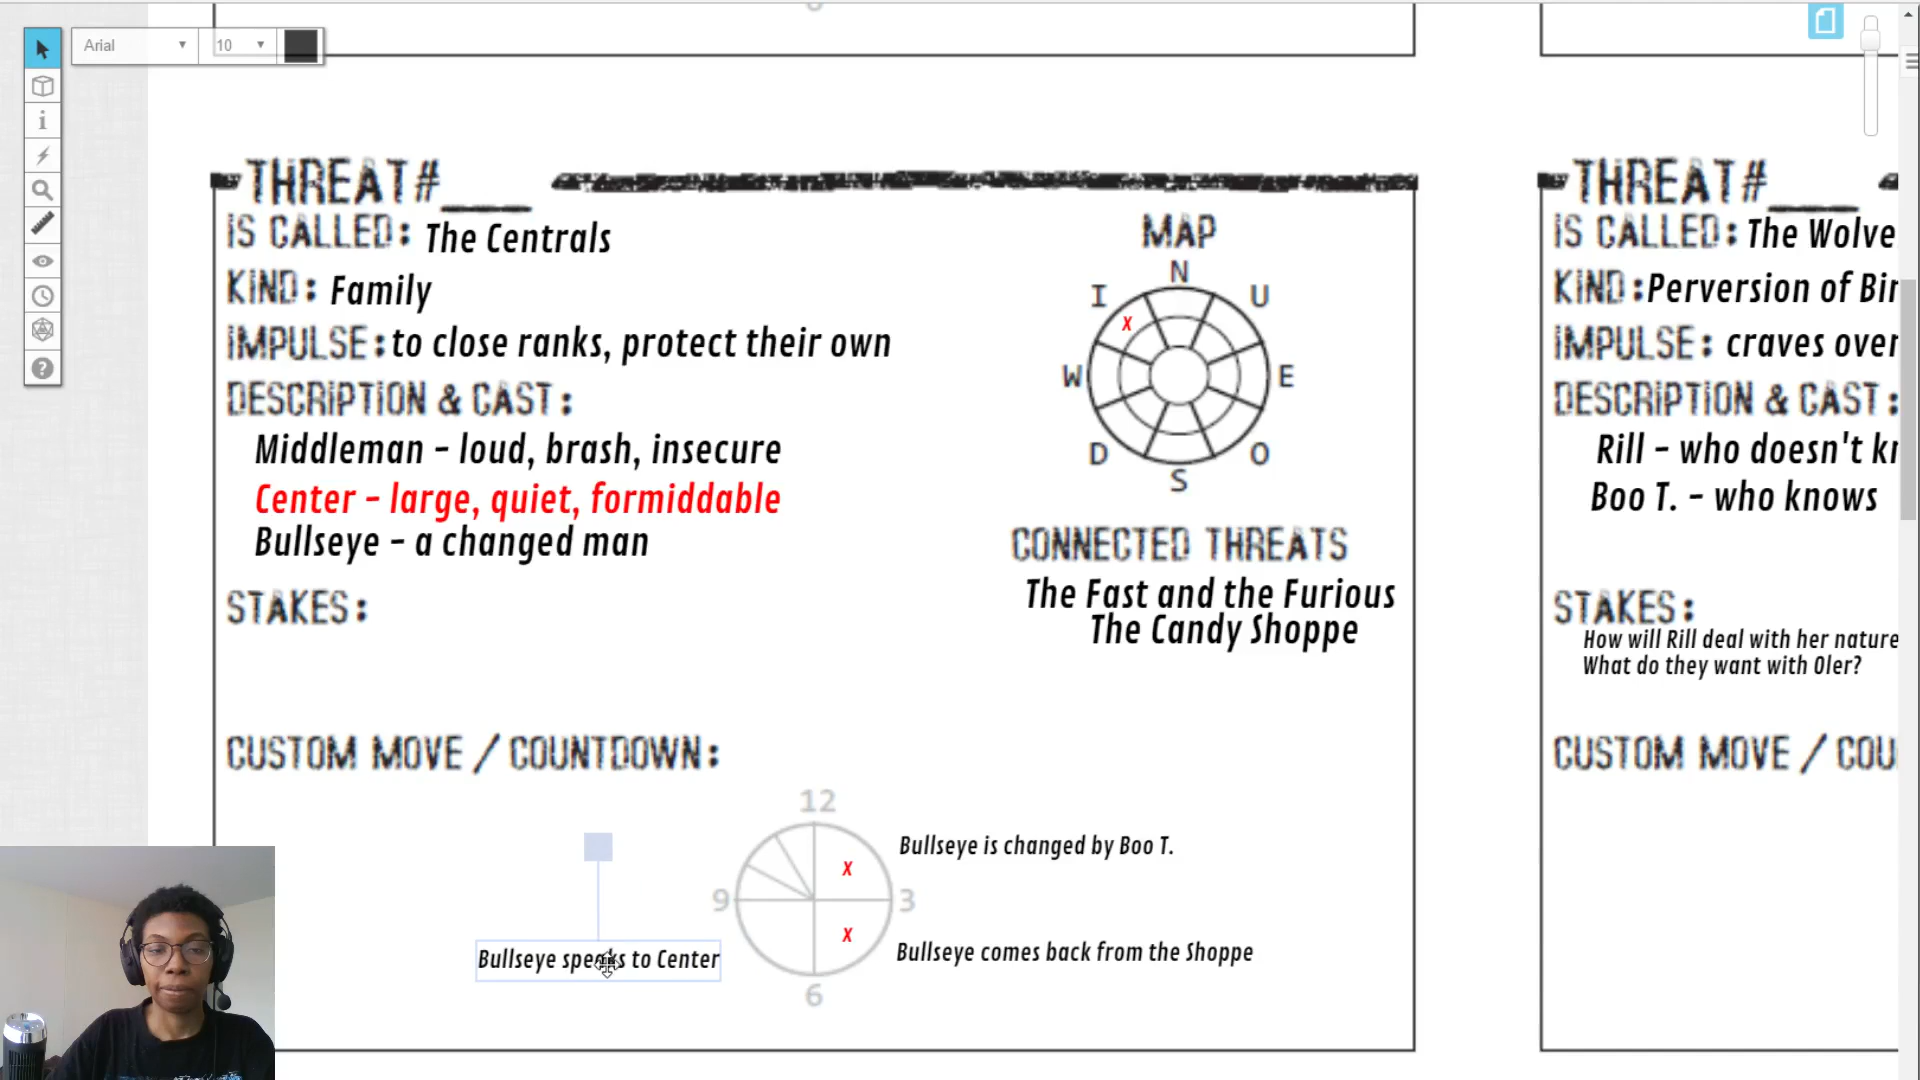 Arial
10
THREAT#___
IS CALLED: The Centrals
KIND: Family
IMPULSE: to close ranks, protect their own
DESCRIPTION & CAST:
Middleman - loud, brash, insecure
Center - large, quiet, formiddable
Bullseye - a changed man
STAKES:
MAP
N
I
U
x
W
E
D
O
S
CONNECTED THREATS
The Fast and the Furious
The Candy Shoppe
CUSTOM MOVE / COUNTDOWN:
12
Bullseye is changed by Boo T.
x
9
3
x
Bullseye comes back from the Shoppe
Bullseye speaks to Center
6
THREAT#___
IS CALLED: The Wolve
KIND: Perversion of Bir
IMPULSE: craves over
DESCRIPTION & CAST:
Rill - who doesn't kn
Boo T. - who knows
STAKES:
How will Rill deal with her nature
What do they want with Oler?
CUSTOM MOVE / COU